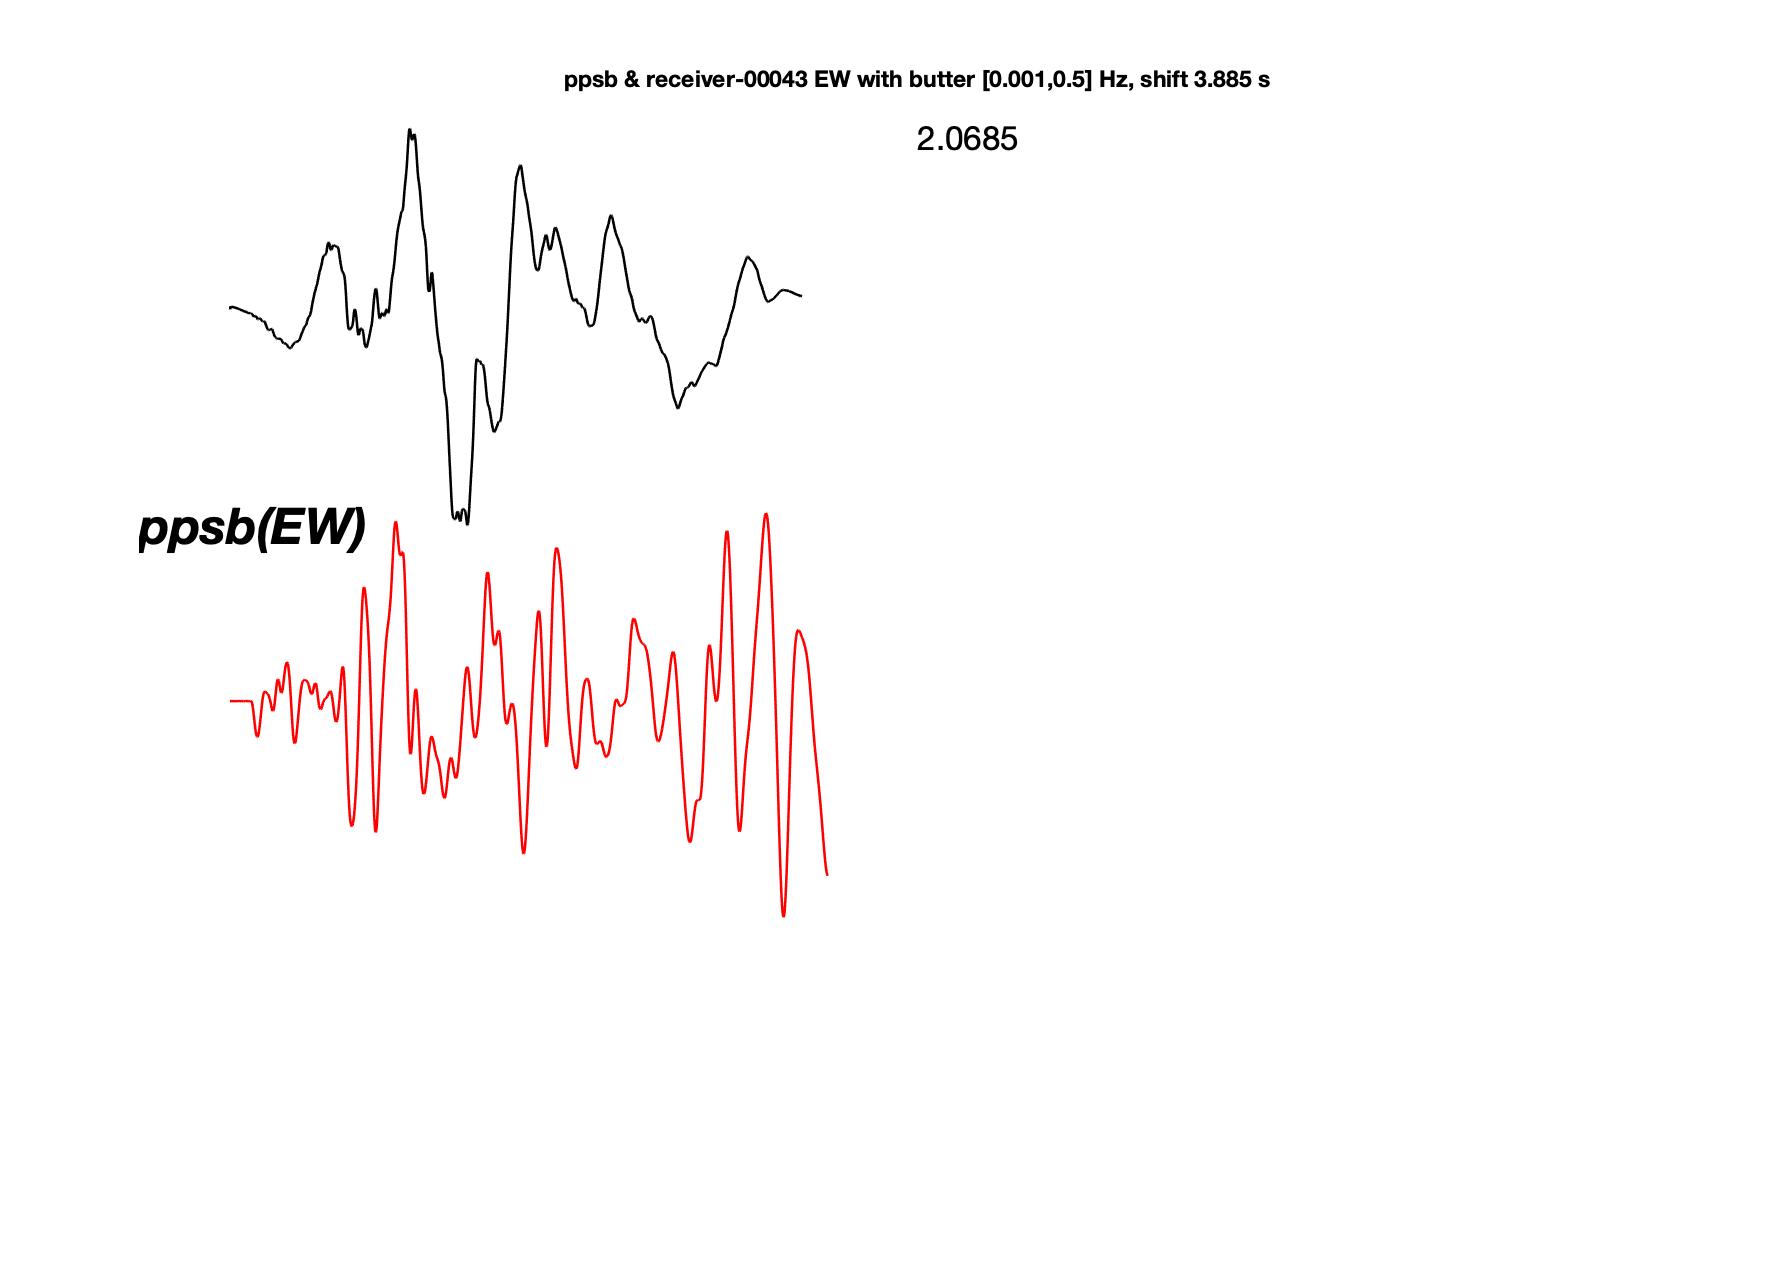 ppsb & receiver-00043 EW with butter [0.001,0.5] Hz, shift 3.885 s
2.0685
ppsb(EW)